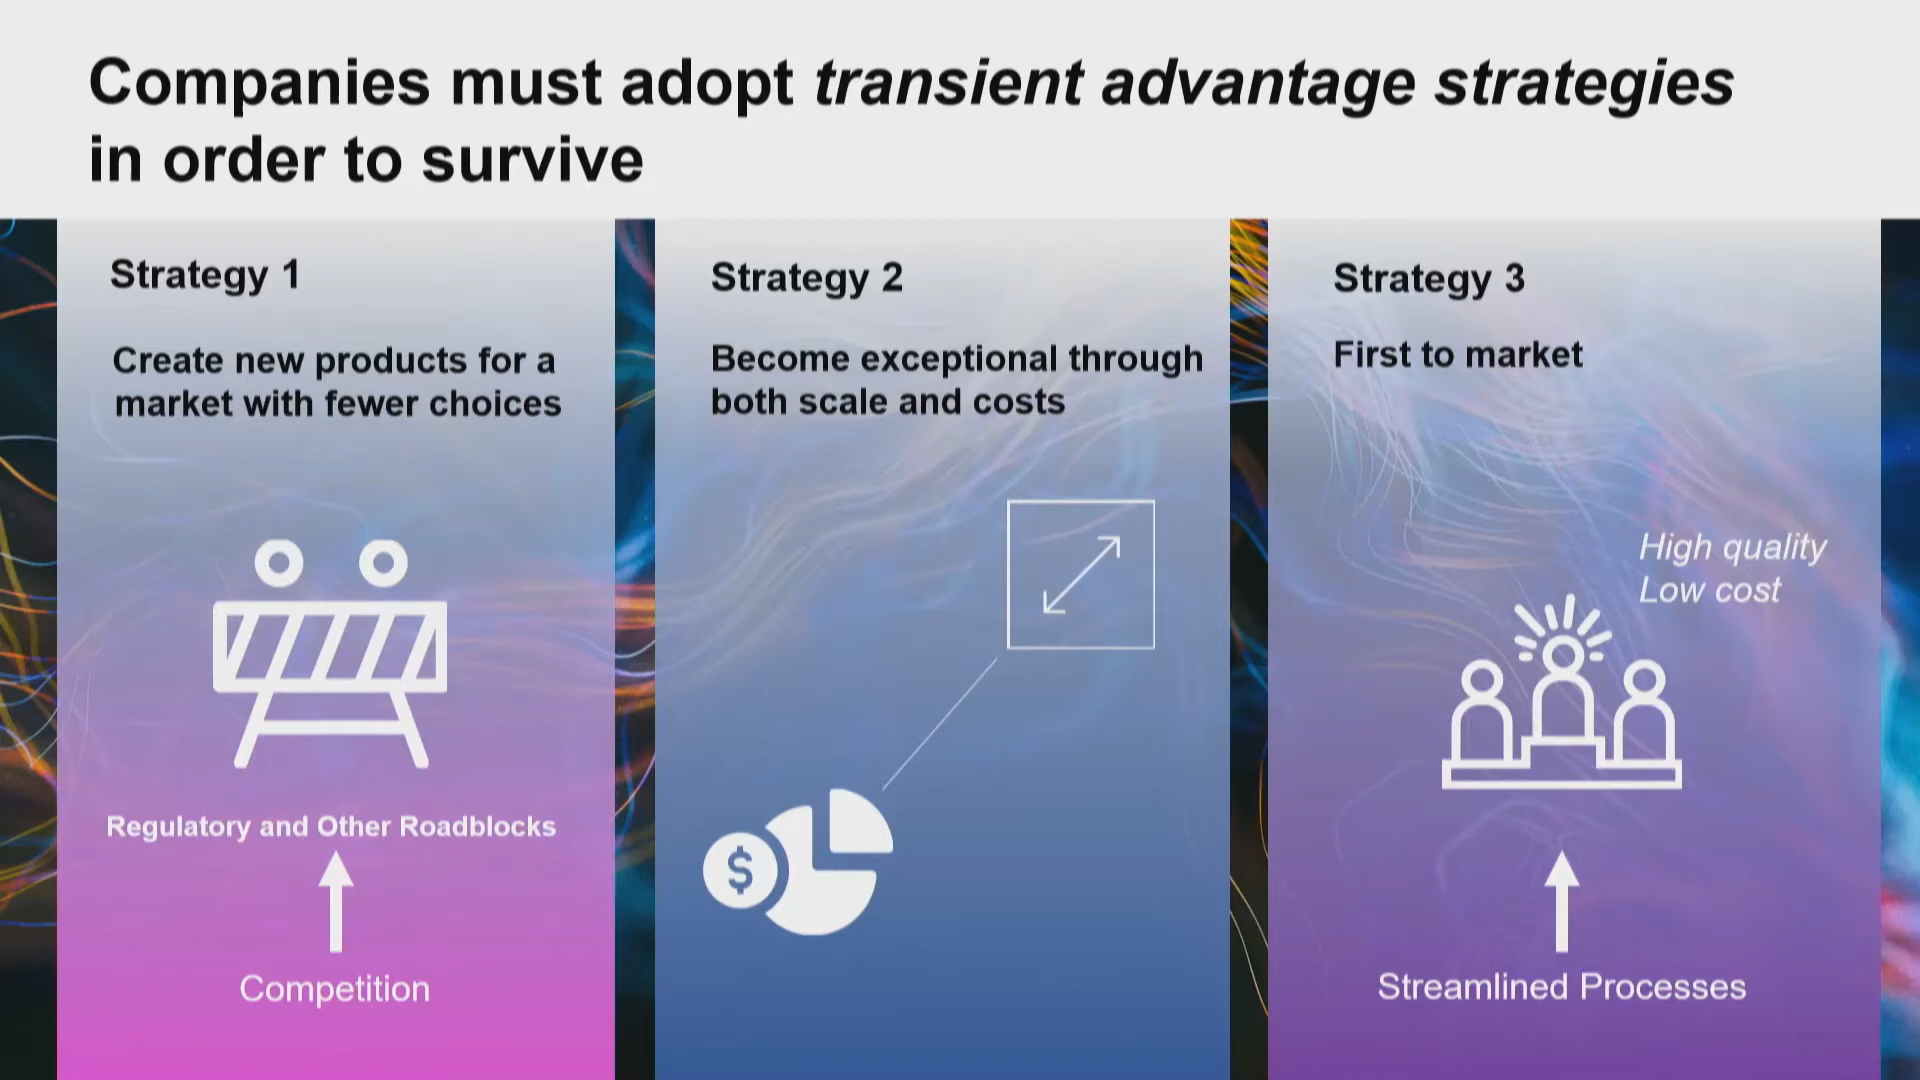 Companies must adopt transient advantage strategies
in order to survive
Strategy 1
Create new products for a
market with fewer choices
Regulatory and Other Roadblocks
Competition
Strategy 2
Become exceptional through
both scale and costs
$
Strategy 3
First to market
High quality
Low cost
Streamlined Processes